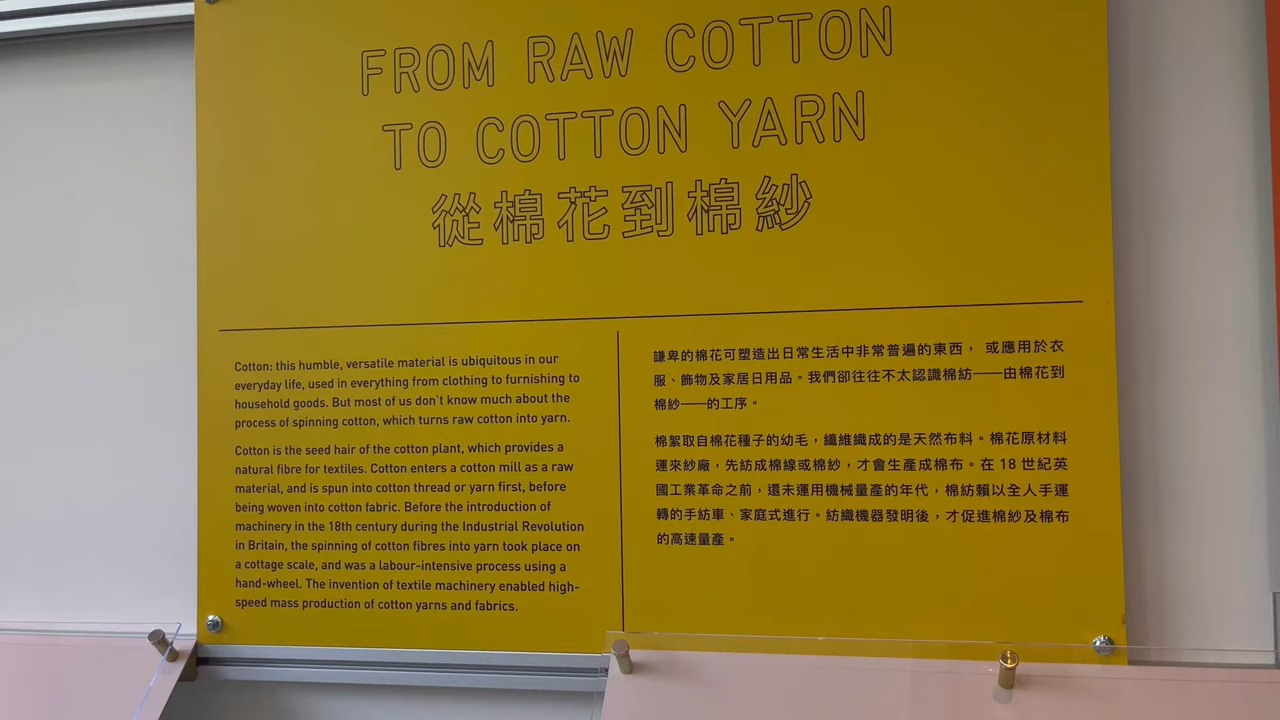 FROM RAW COTTON
TO COTTON YARN
從棉花到棉紗
Cotton: this humble, versatile material is ubiquitous in our
everyday life, used in everything from clothing to furnishing to
household goods. But most of us don't know much about the
process of spinning cotton, which turns raw cotton into yarn.
Cotton is the seed hair of the cotton plant, which provides a
natural fibre for textiles. Cotton enters a cotton mill as a raw
material, and is spun into cotton thread or yarn first, before
being woven into cotton fabric. Before the introduction of
machinery in the 18th century during the Industrial Revolution
in Britain, the spinning of cotton fibres into yarn took place on
a cottage scale, and was a labour-intensive process using a
hand-wheel. The invention of textile machinery enabled high-
speed mass production of cotton yarns and fabrics.
謙卑的棉花可塑造出日常生活中非常普遍的東西， 或應用於衣
服、飾物及家居日用品。我們卻往往不太認識棉紡——由棉花到
棉紗——的工序。
棉絮取自棉花種子的幼毛，纖維織成的是天然布料。棉花原材料
運來紗廠，先紡成棉線或棉紗，才會生產成棉布。在 18 世紀英
國工業革命之前，還未運用機械量產的年代，棉紡賴以全人手運
轉的手紡車、家庭式進行。紡織機器發明後，才促進棉紗及棉布
的高速量產。